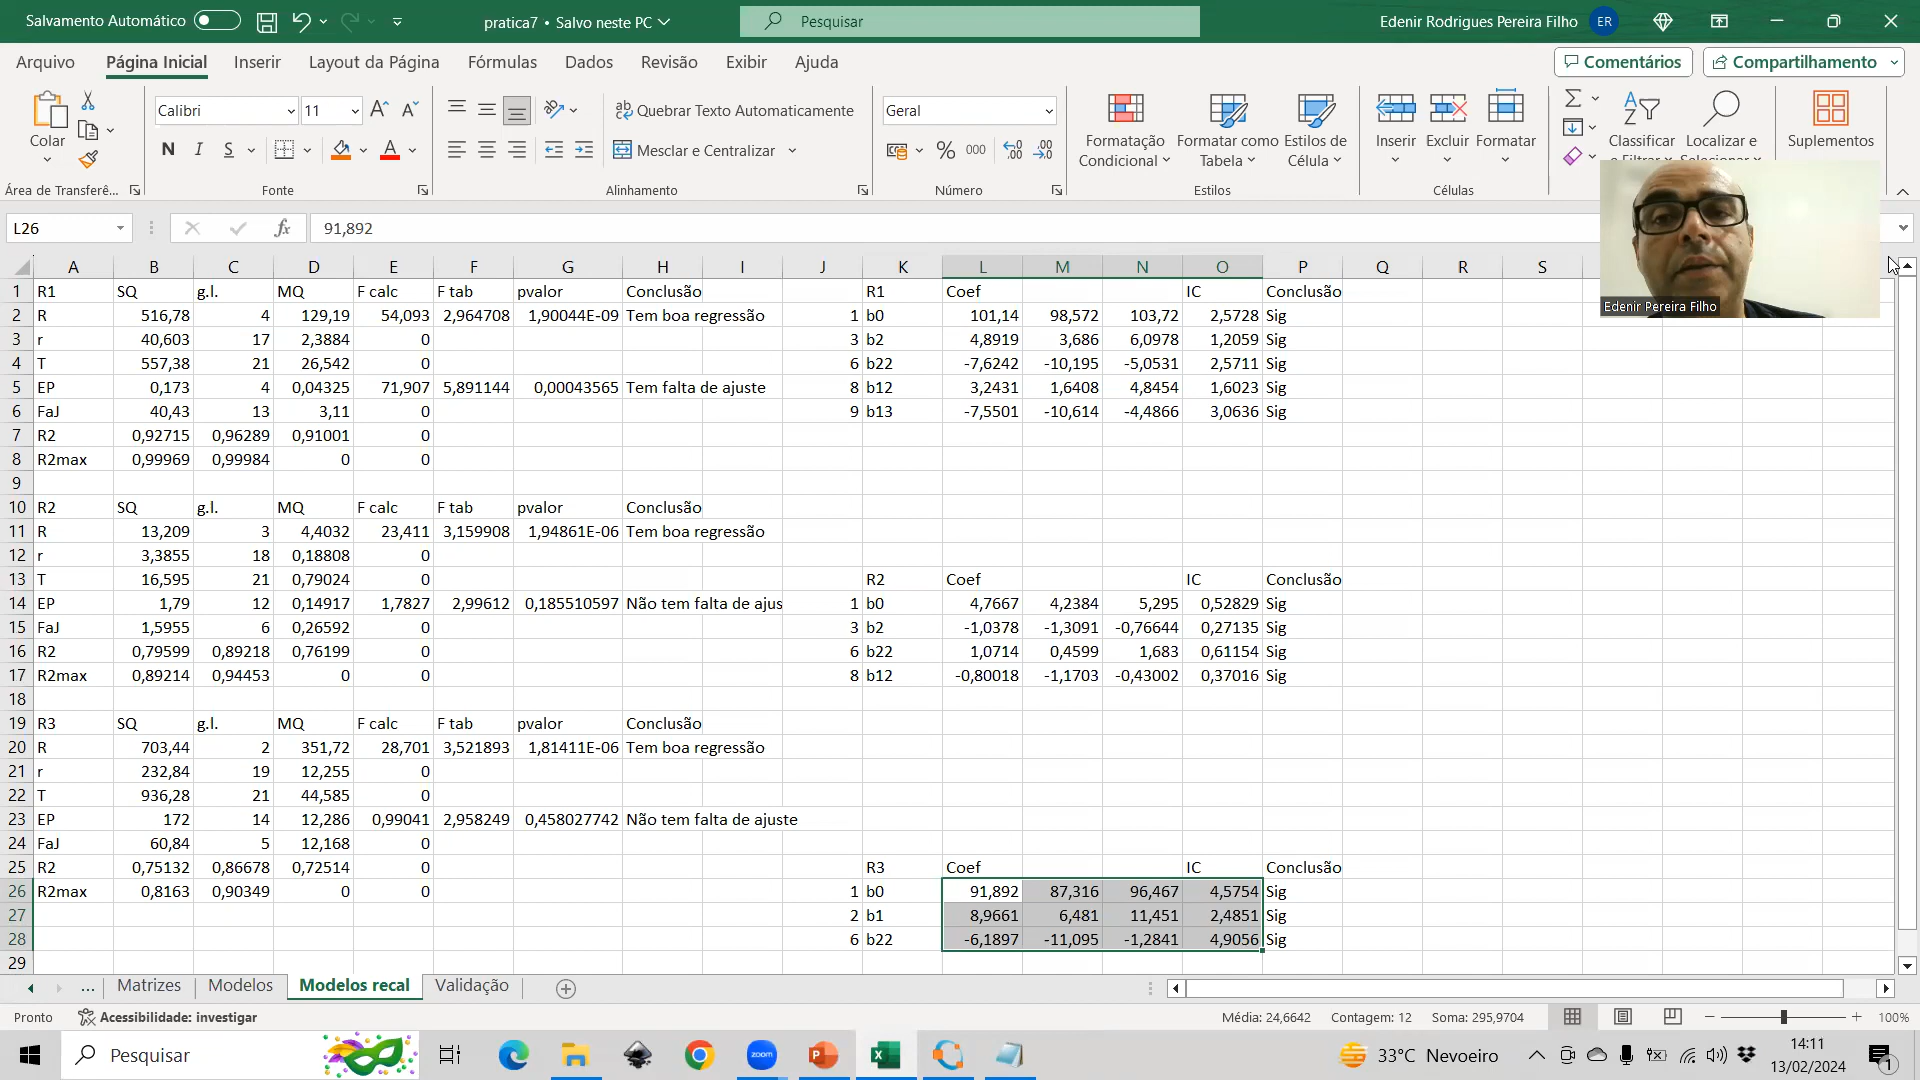 Salvamento Automático
pratica7 • Salvo neste PC
Pesquisar
Edenir Rodrigues Pereira Filho ER
Arquivo Página Inicial Inserir Layout da Página Fórmulas Dados Revisão Exibir Ajuda
Comentários Compartilhamento
Colar
Área de Transferê...
Calibri 11
N I S
Fonte
Quebrar Texto Automaticamente
Mesclar e Centralizar
Alinhamento
Geral
% 000
Número
Formatação Condicional
Formatar como Tabela
Estilos de Célula
Estilos
Inserir Excluir Formatar
Células
Classificar e Filtrar
Localizar e Selecionar
Suplementos
Edenir Pereira Filho
L26 fx 91,892
A B C D E F G H I J K L M N O P Q R S
1 R1 SQ g.l. MQ F calc F tab pvalor Conclusão R1 Coef IC Conclusão
2 R 516,78 4 129,19 54,093 2,964708 1,90044E-09 Tem boa regressão 1 b0 101,14 98,572 103,72 2,5728 Sig
3 r 40,603 17 2,3884 0 3 b2 4,8919 3,686 6,0978 1,2059 Sig
4 T 557,38 21 26,542 0 6 b22 -7,6242 -10,195 -5,0531 2,5711 Sig
5 EP 0,173 4 0,04325 71,907 5,891144 0,00043565 Tem falta de ajuste 8 b12 3,2431 1,6408 4,8454 1,6023 Sig
6 FaJ 40,43 13 3,11 0 9 b13 -7,5501 -10,614 -4,4866 3,0636 Sig
7 R2 0,92715 0,96289 0,91001 0
8 R2max 0,99969 0,99984 0 0
9
10 R2 SQ g.l. MQ F calc F tab pvalor Conclusão
11 R 13,209 3 4,4032 23,411 3,159908 1,94861E-06 Tem boa regressão
12 r 3,3855 18 0,18808 0
13 T 16,595 21 0,79024 0 R2 Coef IC Conclusão
14 EP 1,79 12 0,14917 1,7827 2,99612 0,185510597 Não tem falta de ajus 1 b0 4,7667 4,2384 5,295 0,52829 Sig
15 FaJ 1,5955 6 0,26592 0 3 b2 -1,0378 -1,3091 -0,76644 0,27135 Sig
16 R2 0,79599 0,89218 0,76199 0 6 b22 1,0714 0,4599 1,683 0,61154 Sig
17 R2max 0,89214 0,94453 0 0 8 b12 -0,80018 -1,1703 -0,43002 0,37016 Sig
18
19 R3 SQ g.l. MQ F calc F tab pvalor Conclusão
20 R 703,44 2 351,72 28,701 3,521893 1,81411E-06 Tem boa regressão
21 r 232,84 19 12,255 0
22 T 936,28 21 44,585 0
23 EP 172 14 12,286 0,99041 2,958249 0,458027742 Não tem falta de ajuste
24 FaJ 60,84 5 12,168 0
25 R2 0,75132 0,86678 0,72514 0 R3 Coef IC Conclusão
26 R2max 0,8163 0,90349 0 0 1 b0 91,892 87,316 96,467 4,5754 Sig
27 2 b1 8,9661 6,481 11,451 2,4851 Sig
28 6 b22 -6,1897 -11,095 -1,2841 4,9056 Sig
29
... Matrizes Modelos Modelos recal Validação
Pronto Acessibilidade: investigar Média: 24,6642 Contagem: 12 Soma: 295,9704 100%
Pesquisar zoom 33°C Nevoeiro 14:11
13/02/2024 1